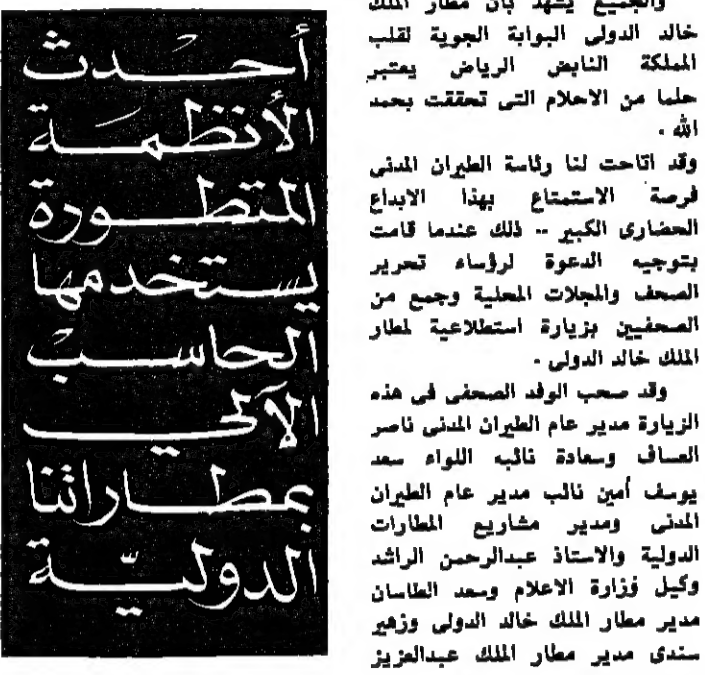 والجميع يشهد بأن مطار الملك
خالد الدولى البوابة الجوية لقلب
المملكة النابض الرياض يعتبر
حلما من الاحلام التى تحققت بحمد
الله .
وقد اتاحت لنا رئاسة الطيران المدنى
فرصة الاستمتاع بهذا الابداع
الحضارى الكبير .. ذلك عندما قامت
بتوجيه الدعوة لرؤساء تحرير
الصحف والمجلات المحلية وجمع من
الصحفيين بزيارة استطلاعية لمطار
الملك خالد الدولى .
وقد صحب الوفد الصحفى فى هذه
الزيارة مدير عام الطيران المدنى ناصر
العساف وسعادة نائبه اللواء سعد
يوسف أمين نائب مدير عام الطيران
المدنى ومدير مشاريع المطارات
الدولية والاستاذ عبدالرحمن الراشد
وكيل وزارة الاعلام وسعد الطاسان
مدير مطار الملك خالد الدولى وزهير
سندى مدير مطار الملك عبدالعزيز
أحدث
الأنظمة
المتطورة
يستخدمها
الحاسب
الآلي
بمطاراتنا
الدوليّة